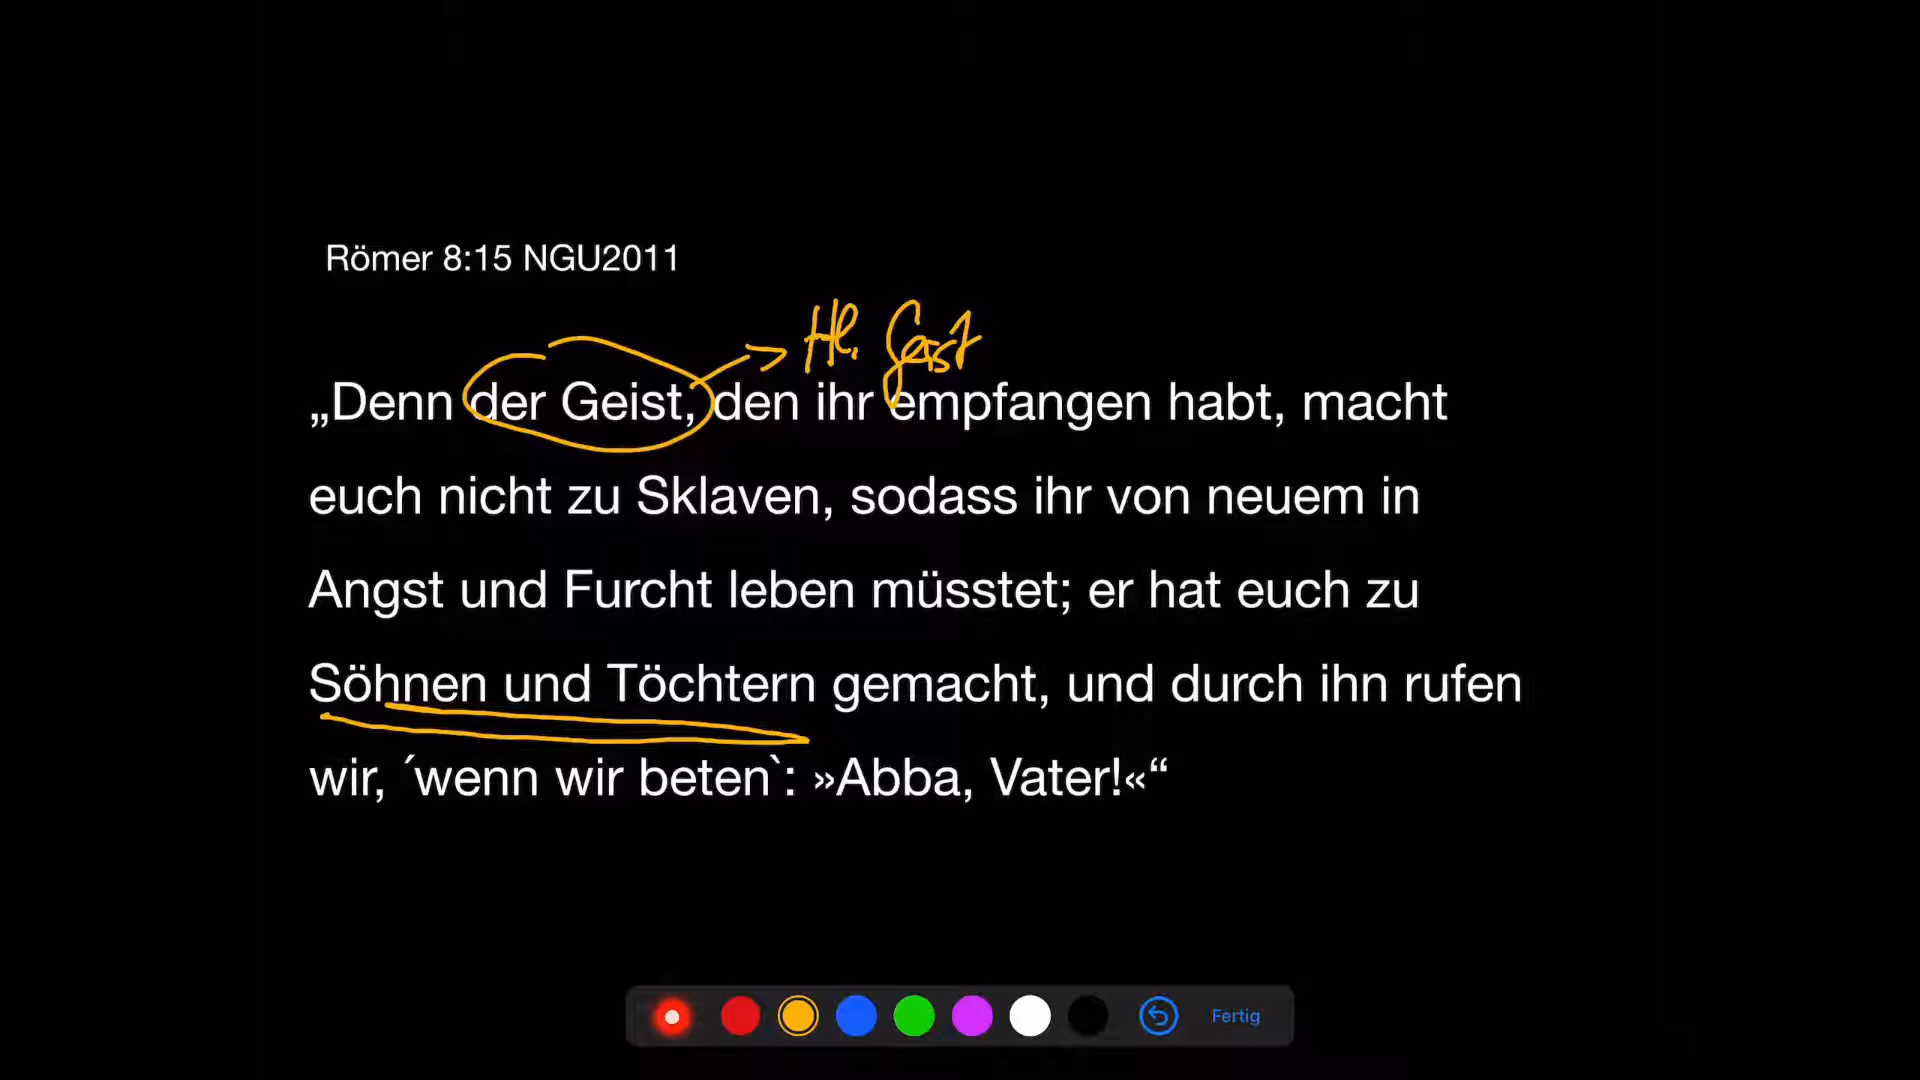 Römer 8:15 NGU2011
Hl. Geist
„Denn der Geist, den ihr empfangen habt, macht
euch nicht zu Sklaven, sodass ihr von neuem in
Angst und Furcht leben müsstet; er hat euch zu
Söhnen und Töchtern gemacht, und durch ihn rufen
wir, ´wenn wir beten`: »Abba, Vater!«“
Fertig